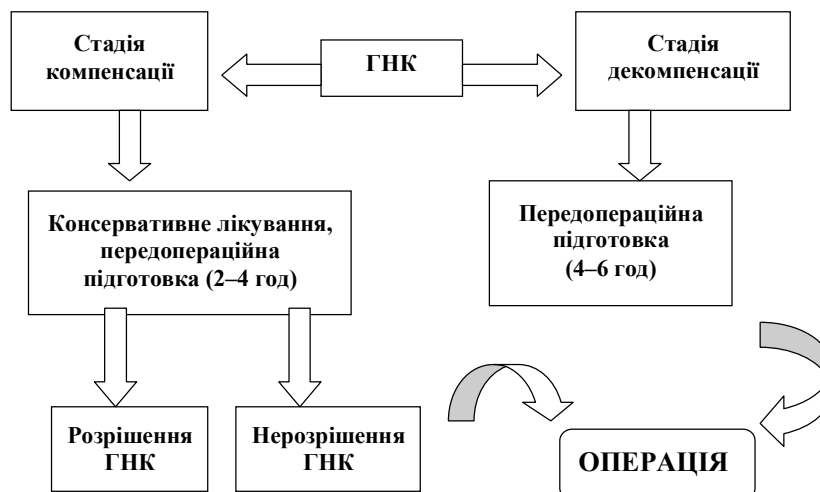 Стадія
компенсації
ГНК
Стадія
декомпенсації
Консервативне лікування,
передопераційна
підготовка (2–4 год)
Передопераційна
підготовка
(4–6 год)
Розрішення
ГНК
Нерозрішення
ГНК
ОПЕРАЦІЯ